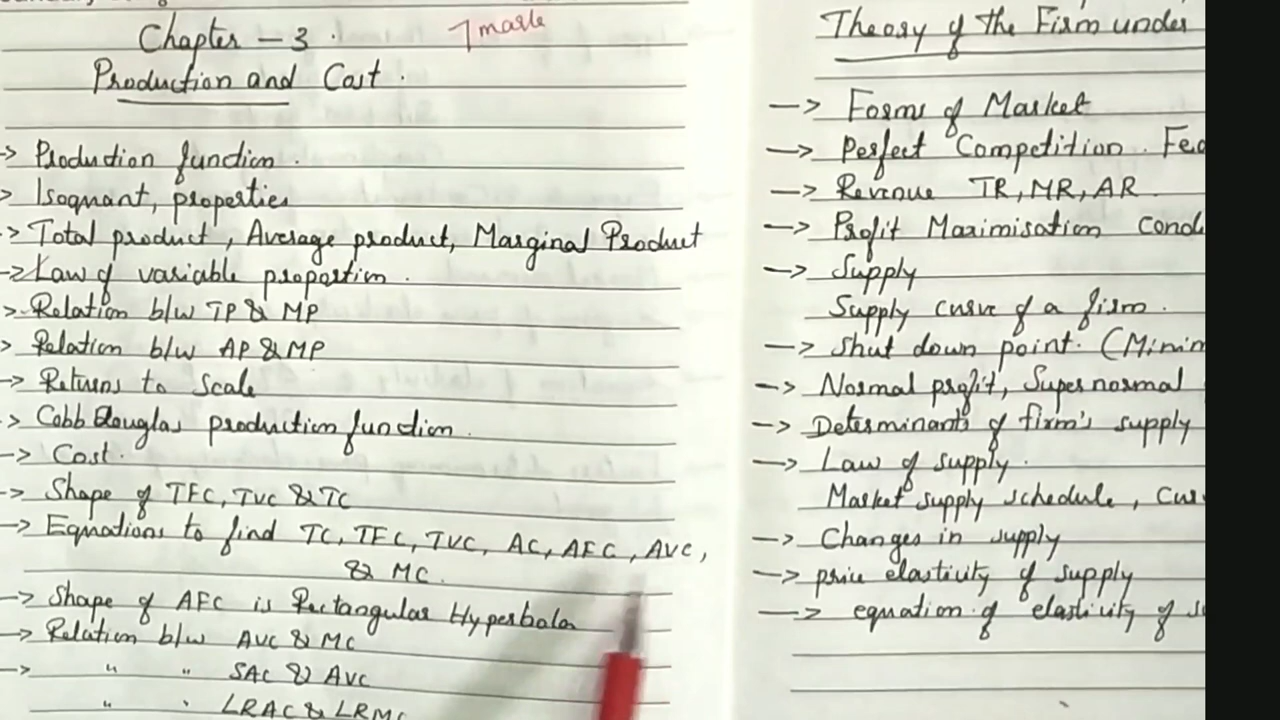 Chapter - 3.
7 mark
Production and Cost.
-> Production function.
-> Isoquant, properties
-> Total product, Average product, Marginal Product
-> Law of variable proportion.
-> Relation b/w TP & MP
-> Relation b/w AP & MP
-> Returns to Scale
-> Cobb Douglas production function.
-> Cost.
-> Shape of TFC, TVC & TC
-> Equations to find TC, TFC, TVC, AC, AFC, AVC,
& MC.
-> Shape of AFC is Rectangular Hyperbola
-> Relation b/w AVC & MC
-> " " SAC & AVC
" " LRAC & LRMC
Theory of the Firm under
-> Forms of Market
-> Perfect Competition.
-> Revenue TR, MR, AR.
-> Profit Maximisation
-> Supply
Supply curve of a firm.
-> Shut down point.
-> Normal profit, Supernormal
-> Determinants of firm's supply
-> Law of supply.
Market supply schedule,
-> Changes in supply
-> price elasticity of supply
-> equation of elasticity of